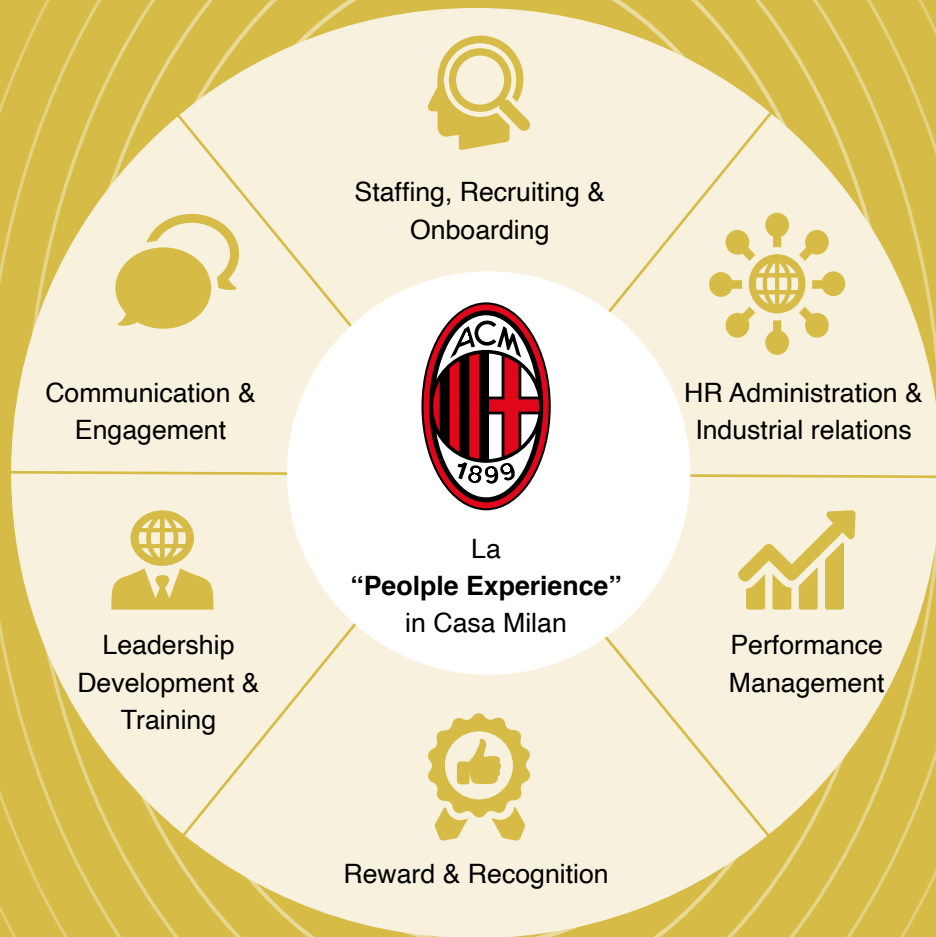 Staffing, Recruiting &
Onboarding
HR Administration &
Industrial relations
Performance
Management
Reward & Recognition
Leadership
Development &
Training
Communication &
Engagement
ACM
1899
La
“Peolple Experience”
in Casa Milan